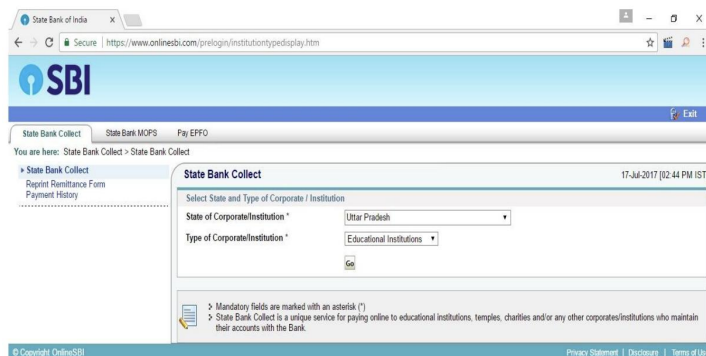 State Bank of India
Secure | https://www.onlinesbi.com/prelogin/institutiontypedisplay.htm
SBI
Exit
State Bank Collect State Bank MOPS Pay EPFO
You are here: State Bank Collect > State Bank Collect
State Bank Collect
Reprint Remittance Form
Payment History
State Bank Collect 17-Jul-2017 [02:44 PM IST
Select State and Type of Corporate / Institution
State of Corporate/Institution * Uttar Pradesh
Type of Corporate/Institution * Educational Institutions
Go
Mandatory fields are marked with an asterisk (*)
State Bank Collect is a unique service for paying online to educational institutions, temples, charities and/or any other corporates/institutions who maintain
their accounts with the Bank.
© Copyright OnlineSBI Privacy Statement | Disclosure | Terms of Us